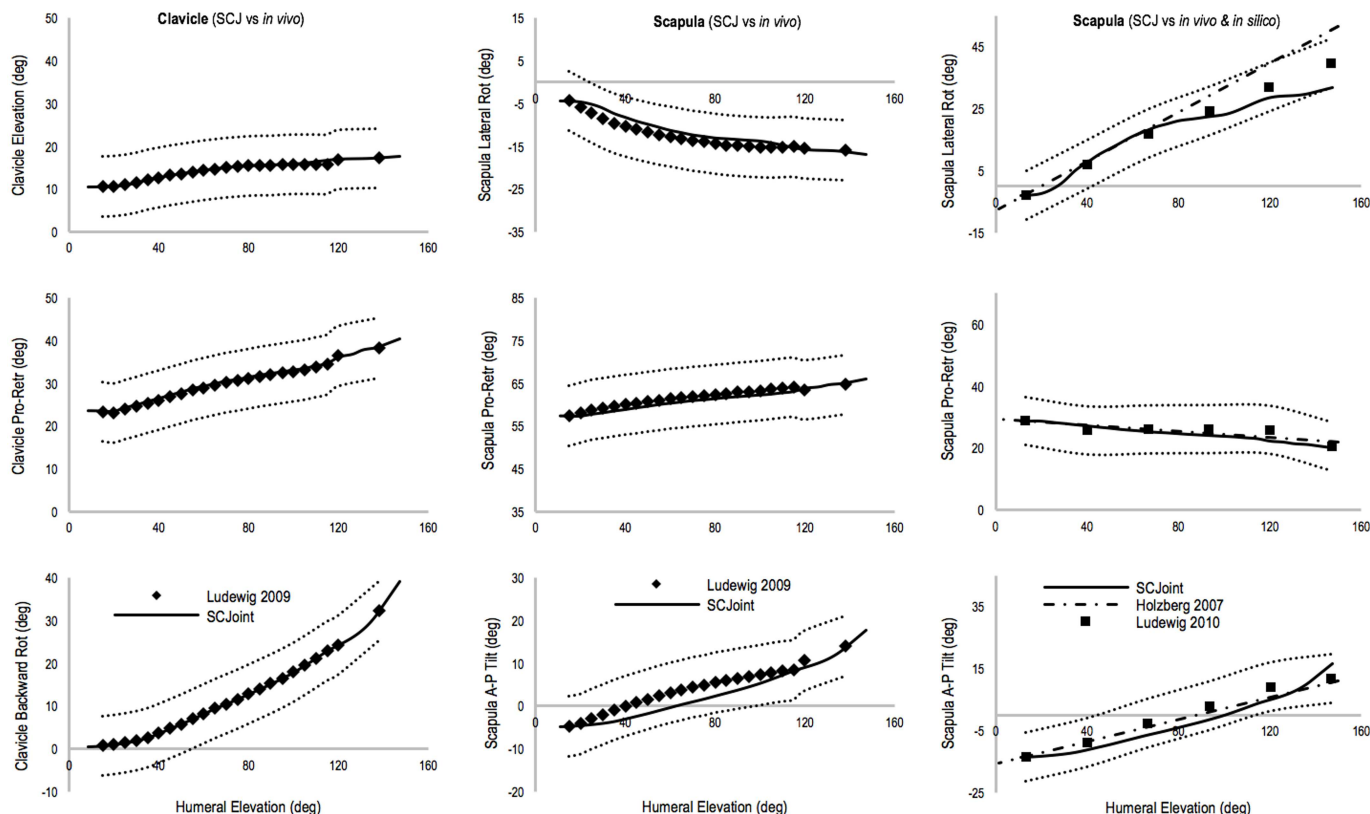 Clavicle (SCJ vs in vivo)
Clavicle Elevation (deg)
50
40
30
20
10
0
0 40 80 120 160
Scapula (SCJ vs in vivo)
Scapula Lateral Rot (deg)
15
5
-5
-15
-25
-35
0 40 80 120 160
Scapula (SCJ vs in vivo & in silico)
Scapula Lateral Rot (deg)
45
25
5
-15
0 40 80 120 160
Clavicle Pro-Retr (deg)
50
40
30
20
10
0
0 40 80 120 160
Scapula Pro-Retr (deg)
85
75
65
55
45
35
0 40 80 120 160
Scapula Pro-Retr (deg)
60
40
20
0
0 40 80 120 160
Clavicle Backward Rot (deg)
40
30
20
10
0
-10
0 40 80 120 160
Ludewig 2009
SCJoint
Humeral Elevation (deg)
Scapula A-P Tilt (deg)
30
20
10
0
-10
-20
0 40 80 120 160
Ludewig 2009
SCJoint
Humeral Elevation (deg)
Scapula A-P Tilt (deg)
35
15
-5
-25
0 40 80 120 160
SCJoint
Holzberg 2007
Ludewig 2010
Humeral Elevation (deg)